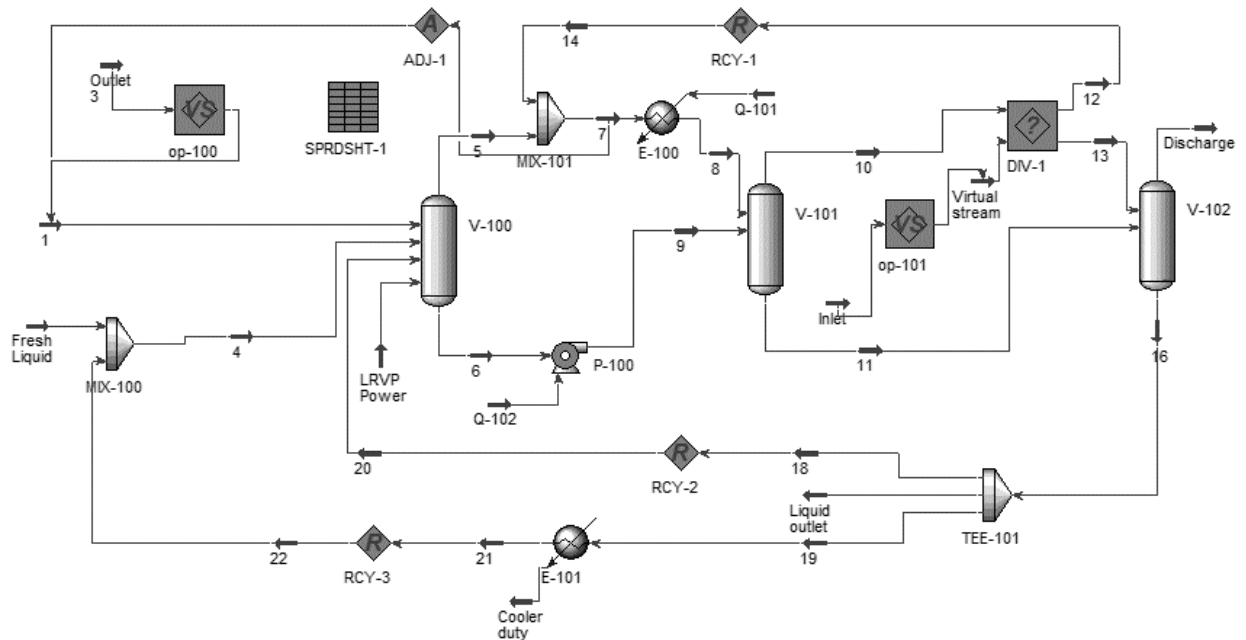 A
ADJ-1
14
R
RCY-1
Outlet
3
VS
op-100
SPRDSHT-1
5
MIX-101
7
Q-101
E-100
8
10
?
DIV-1
12
13
Discharge
1
V-100
9
V-101
VS
op-101
Virtual
stream
V-102
Inlet
Fresh
Liquid
MIX-100
4
LRVP
Power
6
P-100
Q-102
11
16
20
R
RCY-2
18
Liquid
outlet
TEE-101
22
R
RCY-3
21
E-101
19
Cooler
duty